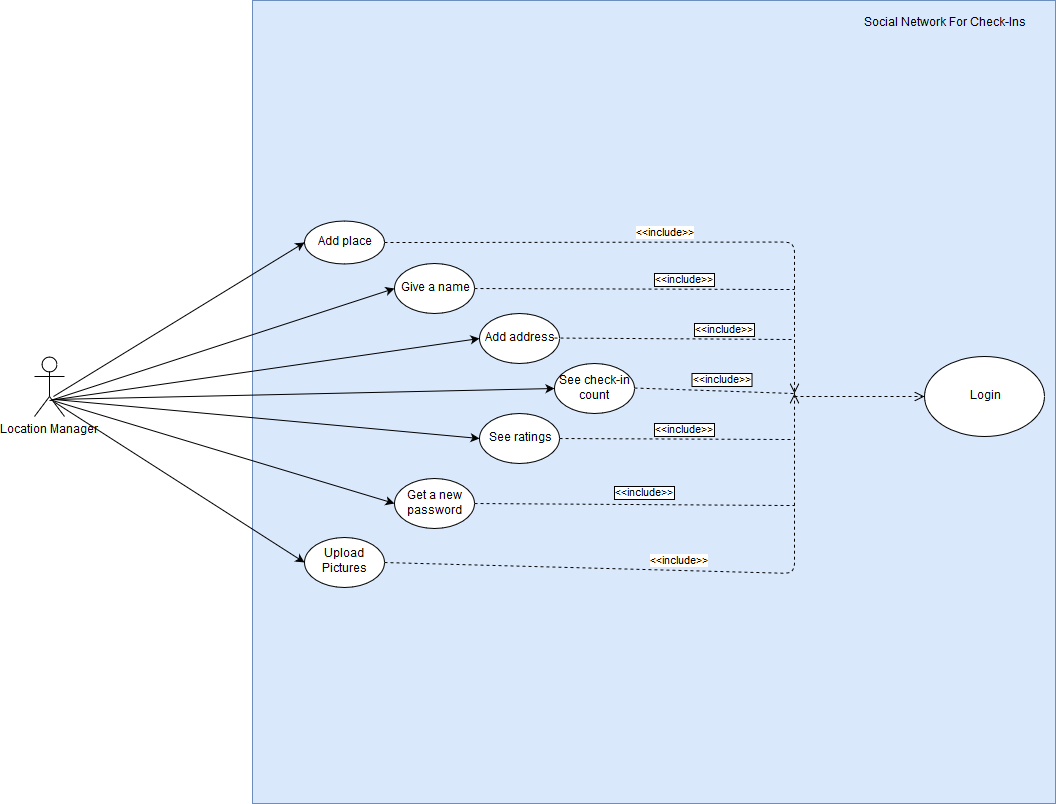 Social Network For Check-Ins
Add place
<<include>>
Give a name
<<include>>
Add address
<<include>>
See check-in
count
<<include>>
Login
Location Manager
See ratings
<<include>>
Get a new
password
<<include>>
Upload
Pictures
<<include>>